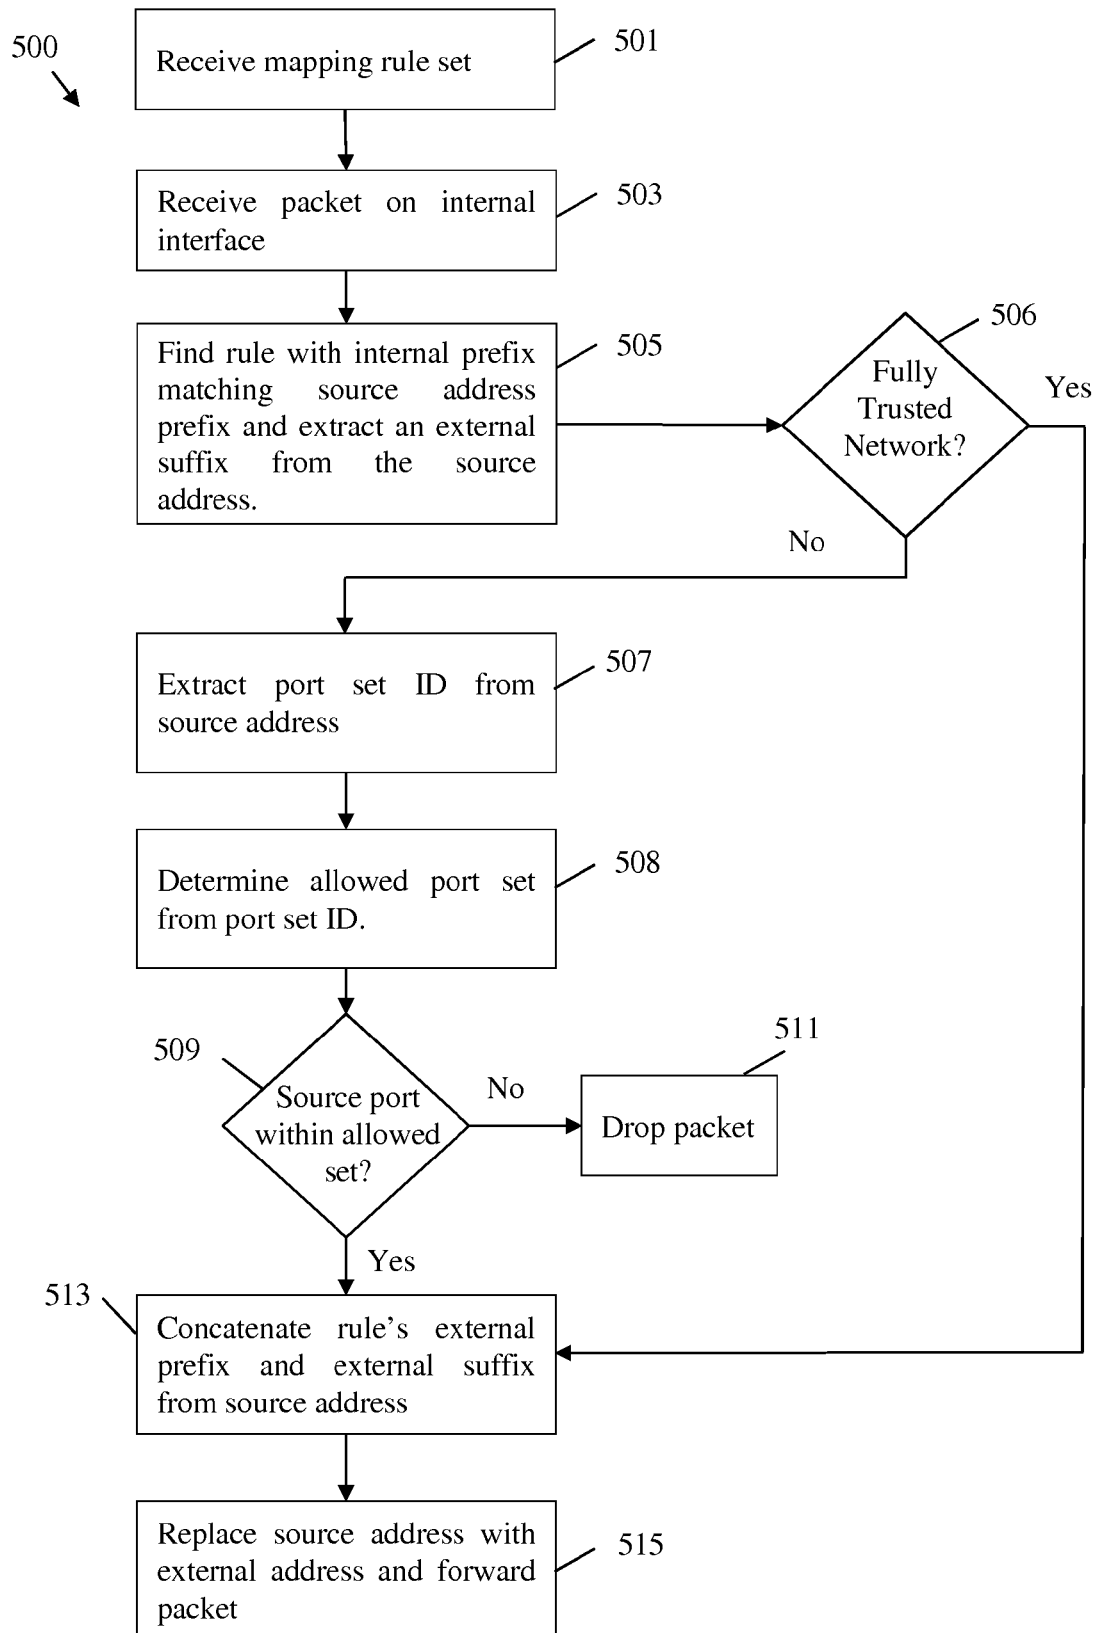 500
Receive mapping rule set
501
Receive packet on internal
interface
503
Find rule with internal prefix
matching source address
prefix and extract an external
suffix from the source
address.
505
506
Fully
Trusted
Network?
Yes
No
Extract port set ID from
source address
507
Determine allowed port set
from port set ID.
508
509
Source port
within allowed
set?
No
511
Drop packet
Yes
513
Concatenate rule's external
prefix and external suffix
from source address
Replace source address with
external address and forward
packet
515